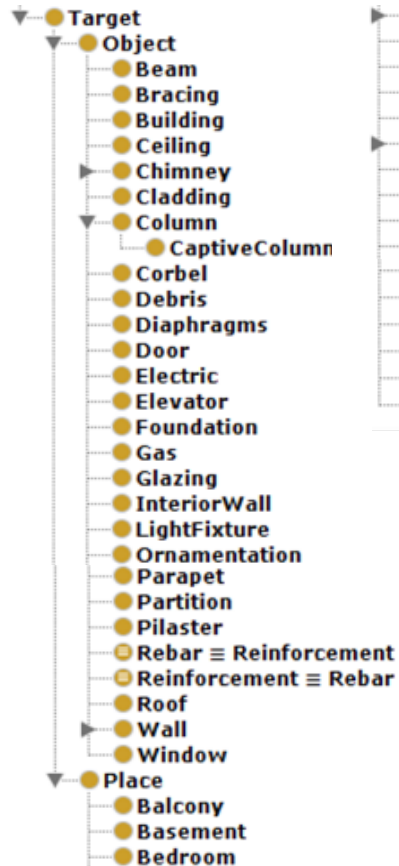 Target
Object
Beam
Bracing
Building
Ceiling
Chimney
Cladding
Column
CaptiveColumn
Corbel
Debris
Diaphragms
Door
Electric
Elevator
Foundation
Gas
Glazing
InteriorWall
LightFixture
Ornamentation
Parapet
Partition
Pilaster
Rebar ≡ Reinforcement
Reinforcement ≡ Rebar
Roof
Wall
Window
Place
Balcony
Basement
Bedroom